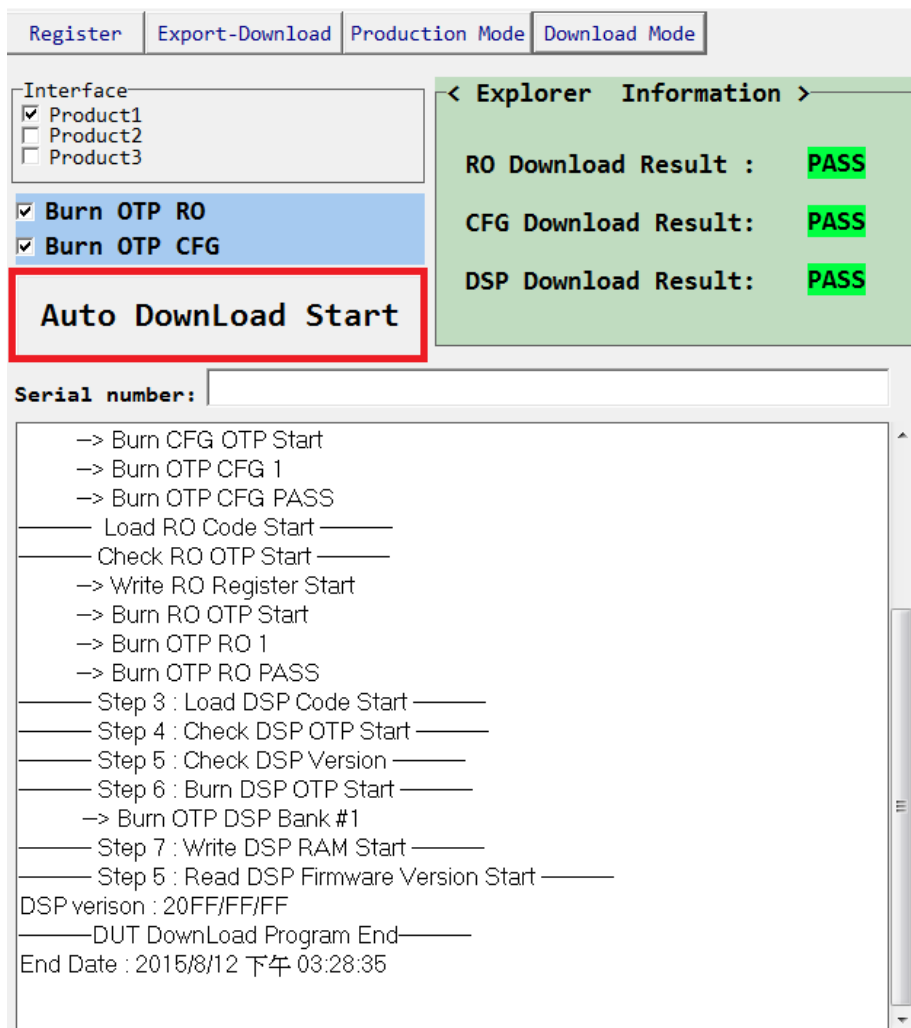 Register Export-Download Production Mode Download Mode
Interface
Product1
Product2
Product3
Burn OTP RO
Burn OTP CFG
Auto DownLoad Start
< Explorer Information >
RO Download Result : PASS
CFG Download Result: PASS
DSP Download Result: PASS
Serial number:
—> Burn CFG OTP Start
—> Burn OTP CFG 1
—> Burn OTP CFG PASS
——— Load RO Code Start ———
——— Check RO OTP Start ———
—> Write RO Register Start
—> Burn RO OTP Start
—> Burn OTP RO 1
—> Burn OTP RO PASS
——— Step 3 : Load DSP Code Start ———
——— Step 4 : Check DSP OTP Start ———
——— Step 5 : Check DSP Version ———
——— Step 6 : Burn DSP OTP Start ———
—> Burn OTP DSP Bank #1
——— Step 7 : Write DSP RAM Start ———
——— Step 5 : Read DSP Firmware Version Start ———
DSP verison : 20FF/FF/FF
———DUT DownLoad Program End———
End Date : 2015/8/12 下午 03:28:35